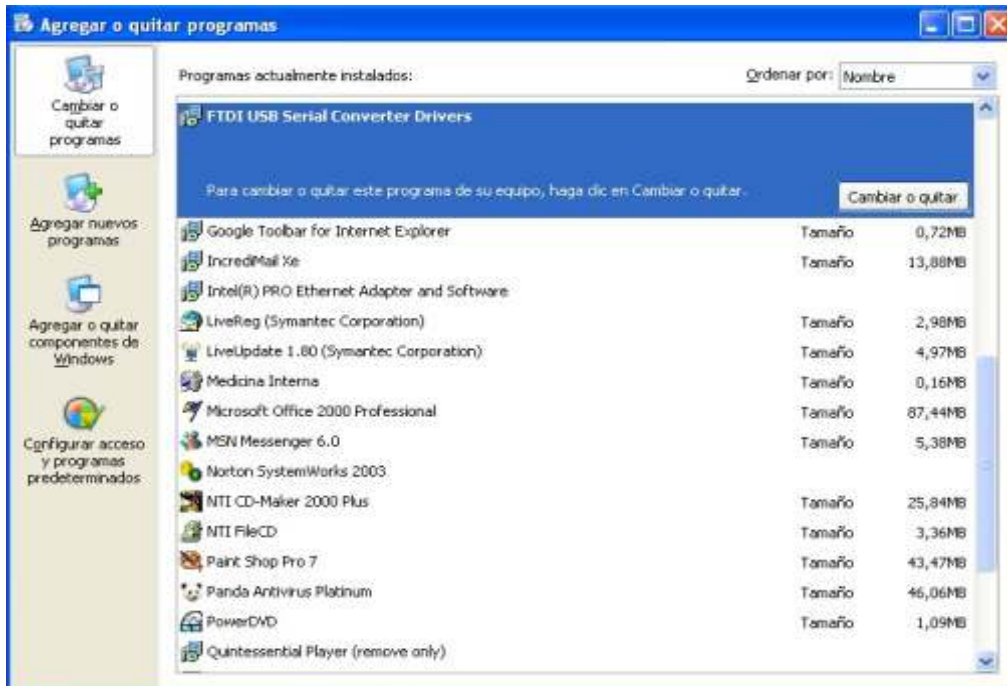 Agregar o quitar programas
Cambiar o
quitar
programas
Agregar nuevos
programas
Agregar o quitar
componentes de
Windows
Configurar acceso
y programas
predeterminados
Programas actualmente instalados:
Ordenar por: Nombre
FTDI USB Serial Converter Drivers
Para cambiar o quitar este programa de su equipo, haga clic en Cambiar o quitar.
Cambiar o quitar
Google Toolbar for Internet Explorer Tamaño 0,72MB
IncrediMail Xe Tamaño 13,88MB
Intel(R) PRO Ethernet Adapter and Software
LiveReg (Symantec Corporation) Tamaño 2,98MB
LiveUpdate 1.80 (Symantec Corporation) Tamaño 4,97MB
Medicina Interna Tamaño 0,16MB
Microsoft Office 2000 Professional Tamaño 87,44MB
MSN Messenger 6.0 Tamaño 5,38MB
Norton SystemWorks 2003
NTI CD-Maker 2000 Plus Tamaño 25,84MB
NTI FileCD Tamaño 3,36MB
Paint Shop Pro 7 Tamaño 43,47MB
Panda Antivirus Platinum Tamaño 46,06MB
PowerDVD Tamaño 1,09MB
Quintessential Player (remove only)